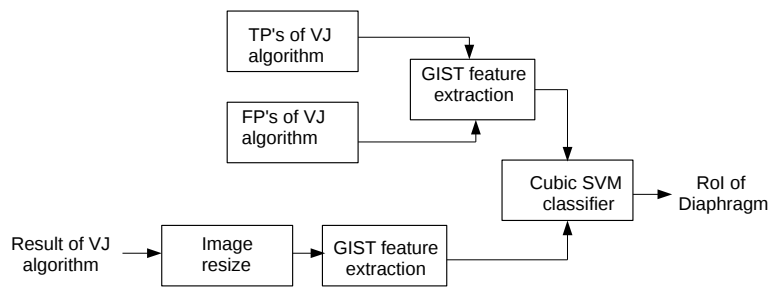 TP's of VJ
algorithm
GIST feature
extraction
FP's of VJ
algorithm
Cubic SVM
classifier
RoI of
Diaphragm
Result of VJ
algorithm
Image
resize
GIST feature
extraction